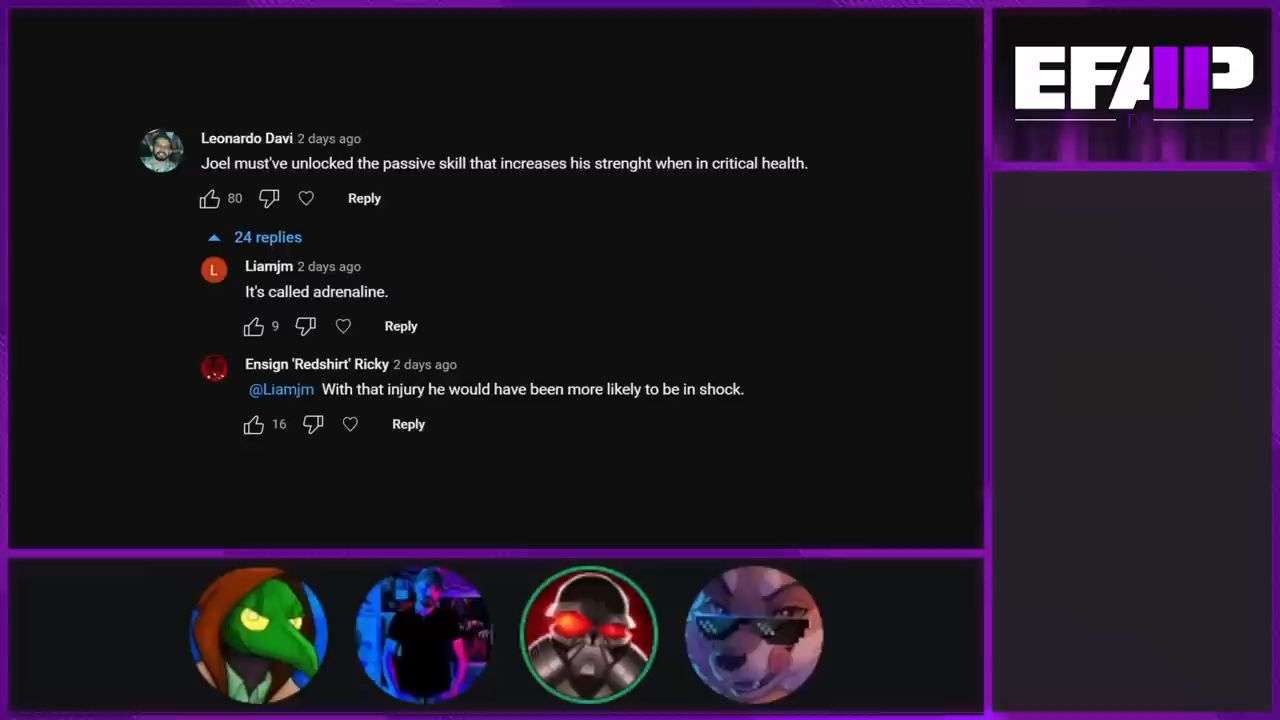 EFAP
TV
Leonardo Davi 2 days ago
Joel must've unlocked the passive skill that increases his strenght when in critical health.
80 Reply
24 replies
L
Liamjm 2 days ago
It's called adrenaline.
9 Reply
Ensign 'Redshirt' Ricky 2 days ago
@Liamjm With that injury he would have been more likely to be in shock.
16 Reply